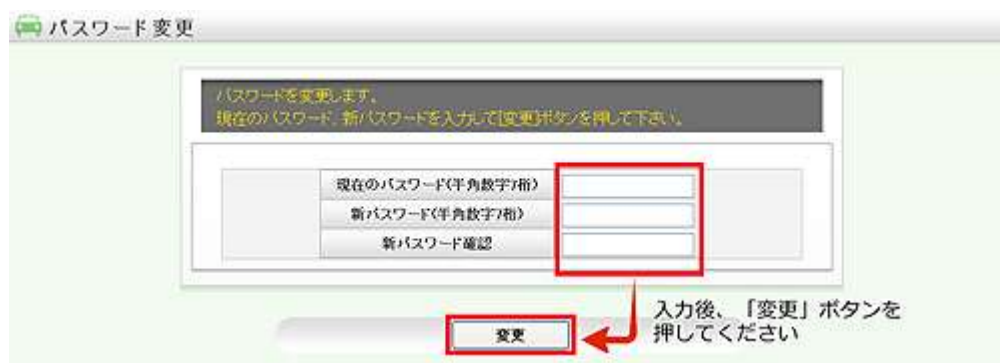 パスワード変更
パスワードを変更します。
現在のパスワード、新パスワードを入力して[変更]ボタンを押して下さい。
現在のパスワード(半角数字7桁)
新パスワード(半角数字7桁)
新パスワード確認
変更
入力後、「変更」ボタンを
押してください